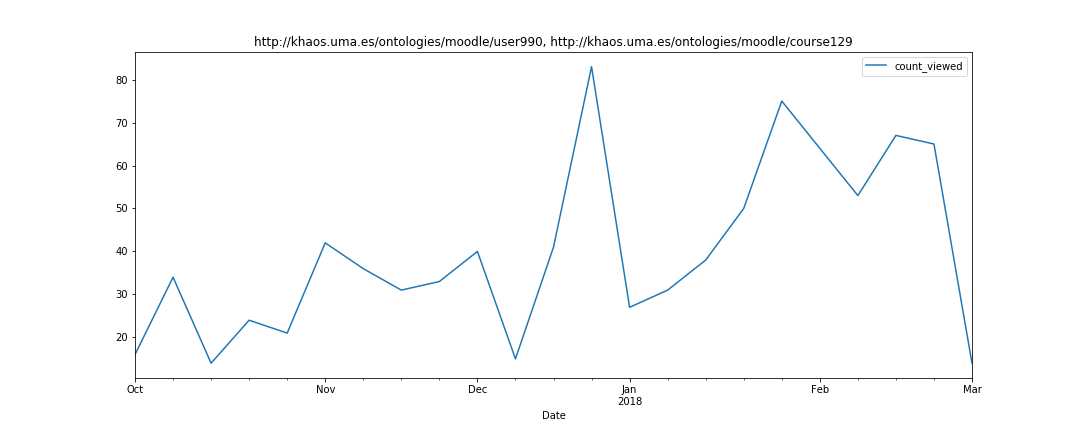 http://khaos.uma.es/ontologies/moodle/user990, http://khaos.uma.es/ontologies/moodle/course129
count_viewed
80
70
60
50
40
30
20
Oct
Nov
Dec
Jan
2018
Feb
Mar
Date